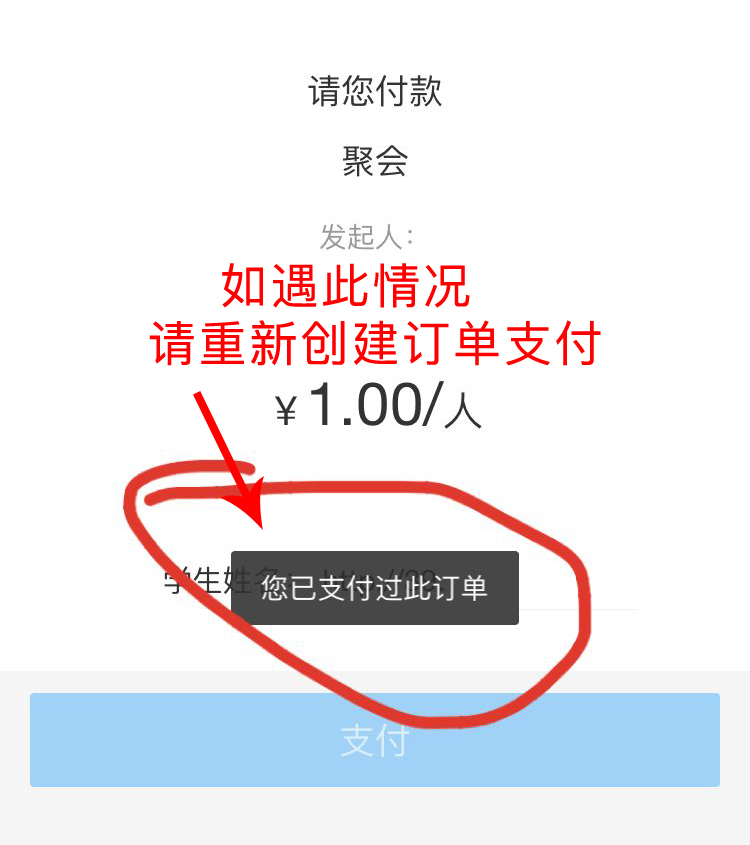 请您付款
聚会
发起人：
如遇此情况
请重新创建订单支付
¥ 1.00/人
学生姓名：
您已支付过此订单
支付